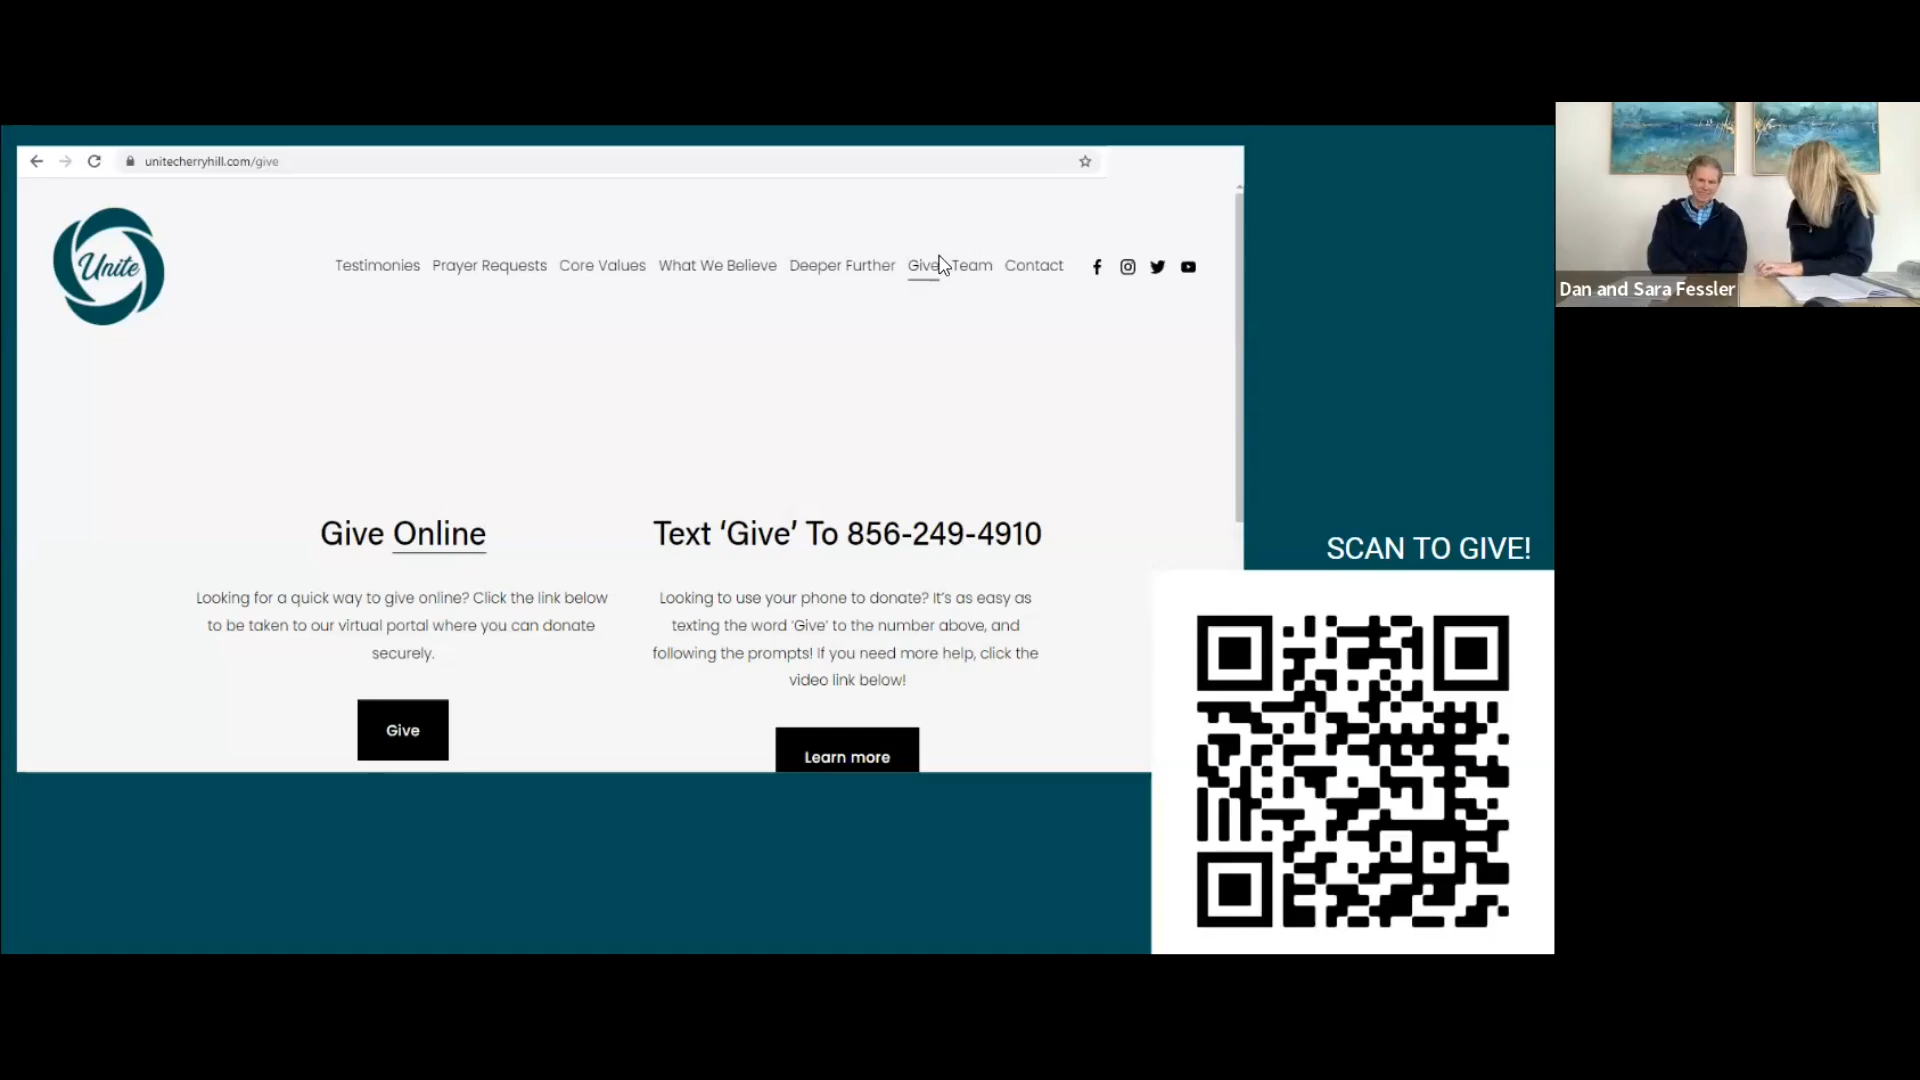 unitecherryhill.com/give
Unite
Testimonies Prayer Requests Core Values What We Believe Deeper Further Give Team Contact
Dan and Sara Fessler
Give Online
Looking for a quick way to give online? Click the link below
to be taken to our virtual portal where you can donate
securely.
Give
Text ‘Give’ To 856-249-4910
Looking to use your phone to donate? It’s as easy as
texting the word ‘Give’ to the number above, and
following the prompts! If you need more help, click the
video link below!
Learn more
SCAN TO GIVE!